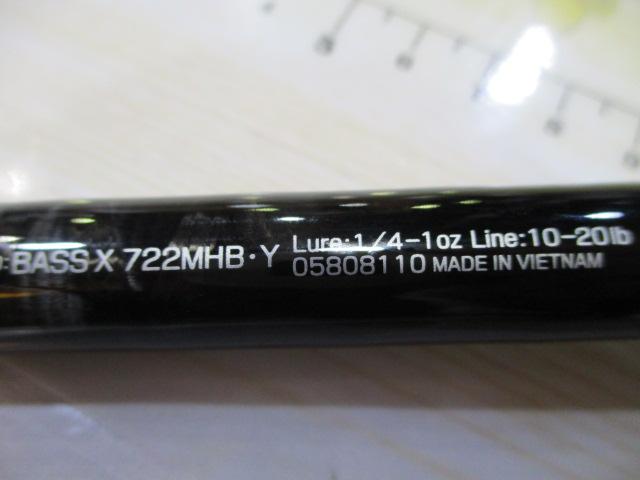 BASS X 722MHB·Y Lure:1/4-1oz Line:10-20lb
05808110 MADE IN VIETNAM